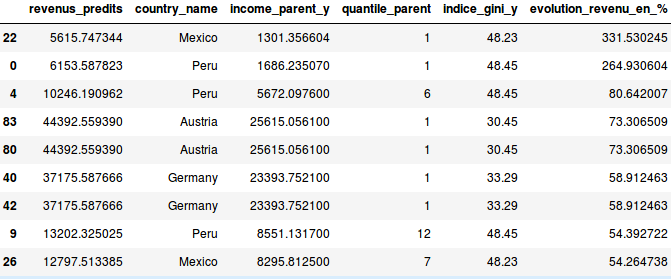 revenus_predits country_name income_parent_y quantile_parent indice_gini_y evolution_revenu_en_%
22 5615.747344 Mexico 1301.356604 1 48.23 331.530245
0 6153.587823 Peru 1686.235070 1 48.45 264.930604
4 10246.190962 Peru 5672.097600 6 48.45 80.642007
83 44392.559390 Austria 25615.056100 1 30.45 73.306509
80 44392.559390 Austria 25615.056100 1 30.45 73.306509
40 37175.587666 Germany 23393.752100 1 33.29 58.912463
42 37175.587666 Germany 23393.752100 1 33.29 58.912463
9 13202.325025 Peru 8551.131700 12 48.45 54.392722
26 12797.513385 Mexico 8295.812500 7 48.23 54.264738